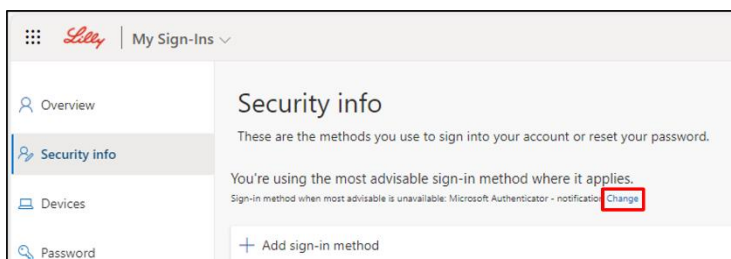 Lilly My Sign-Ins
Overview
Security info
Devices
Password
Security info
These are the methods you use to sign into your account or reset your password.
You're using the most advisable sign-in method where it applies.
Sign-in method when most advisable is unavailable: Microsoft Authenticator - notification Change
+ Add sign-in method